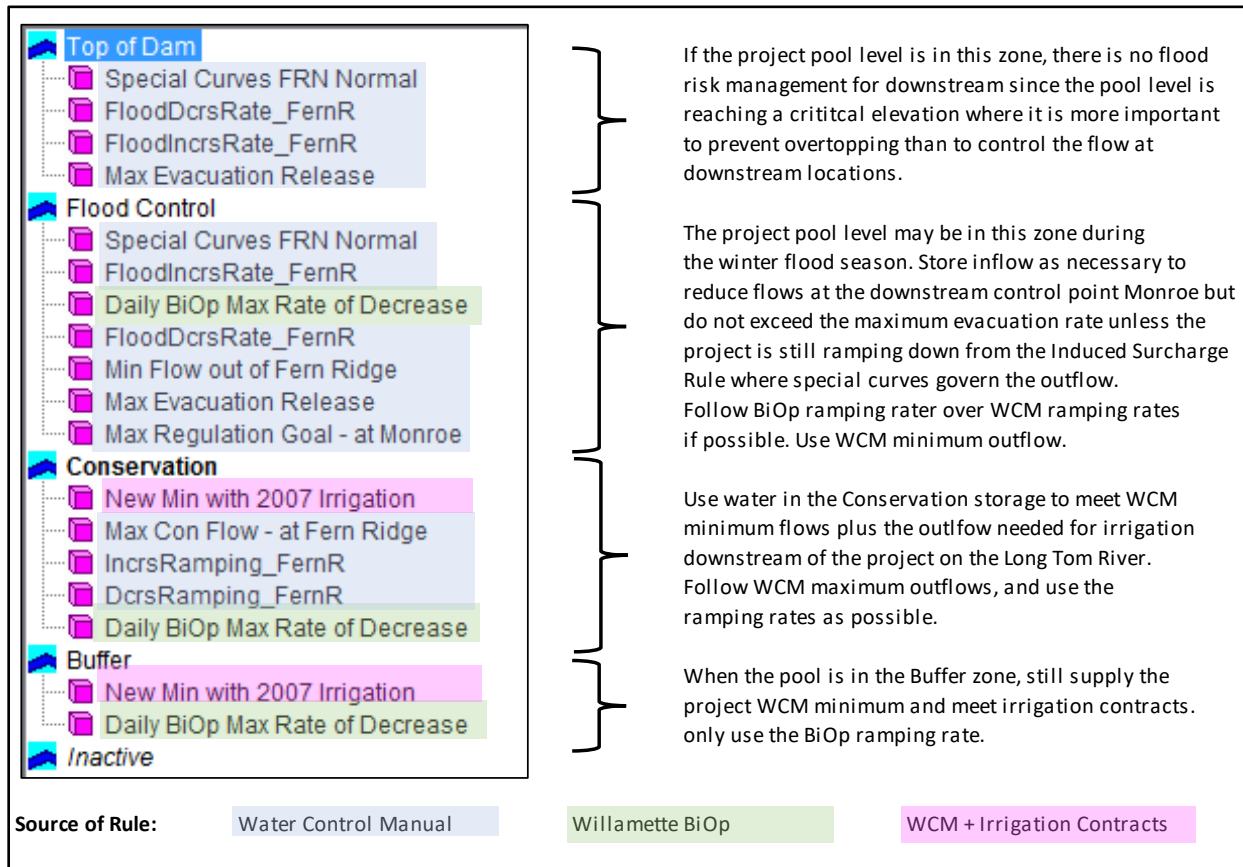 Top of Dam
Special Curves FRN Normal
FloodDcrsRate_FernR
FloodIncrsRate_FernR
Max Evacuation Release
If the project pool level is in this zone, there is no flood
risk management for downstream since the pool level is
reaching a crititcal elevation where it is more important
to prevent overtopping than to control the flow at
downstream locations.
Flood Control
Special Curves FRN Normal
FloodIncrsRate_FernR
Daily BiOp Max Rate of Decrease
FloodDcrsRate_FernR
Min Flow out of Fern Ridge
Max Evacuation Release
Max Regulation Goal - at Monroe
The project pool level may be in this zone during
the winter flood season. Store inflow as necessary to
reduce flows at the downstream control point Monroe but
do not exceed the maximum evacuation rate unless the
project is still ramping down from the Induced Surcharge
Rule where special curves govern the outflow.
Follow BiOp ramping rater over WCM ramping rates
if possible. Use WCM minimum outflow.
Conservation
New Min with 2007 Irrigation
Max Con Flow - at Fern Ridge
IncrsRamping_FernR
DcrsRamping_FernR
Daily BiOp Max Rate of Decrease
Use water in the Conservation storage to meet WCM
minimum flows plus the outlfow needed for irrigation
downstream of the project on the Long Tom River.
Follow WCM maximum outflows, and use the
ramping rates as possible.
Buffer
New Min with 2007 Irrigation
Daily BiOp Max Rate of Decrease
When the pool is in the Buffer zone, still supply the
project WCM minimum and meet irrigation contracts.
only use the BiOp ramping rate.
Inactive
Source of Rule: Water Control Manual Willamette BiOp WCM + Irrigation Contracts